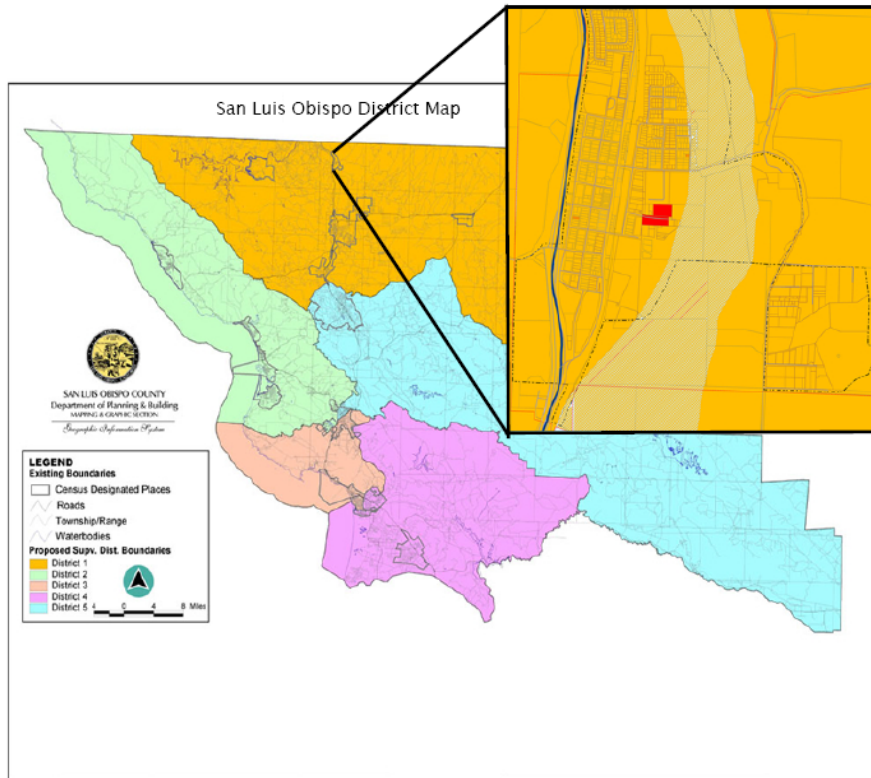 San Luis Obispo District Map
SAN LUIS OBISPO COUNTY
Department of Planning & Building
MAPPING & GRAPHIC SECTION
Geographic Information System
LEGEND
Existing Boundaries
Census Designated Places
Roads
Township/Range
Waterbodies
Proposed Supv. Dist. Boundaries
District 1
District 2
District 3
District 4
District 5
4 0 4 8 Miles